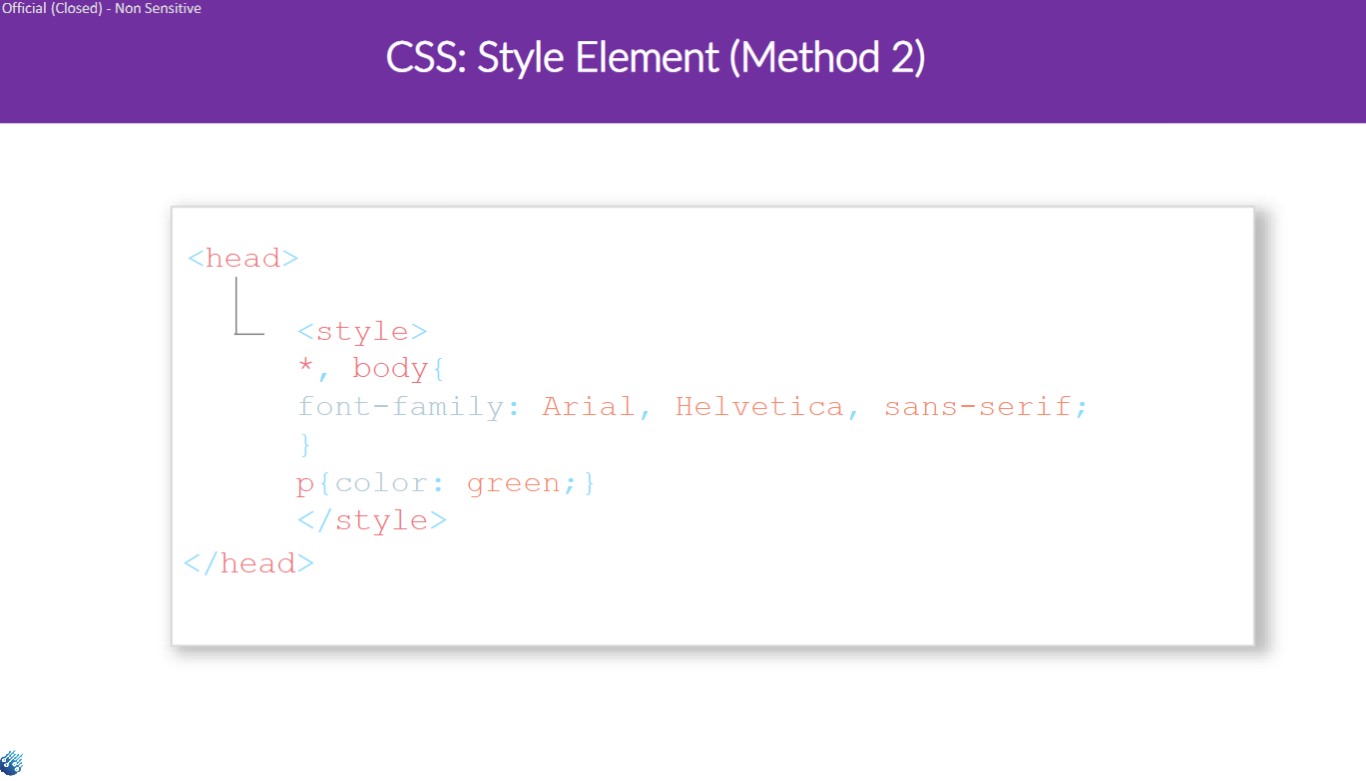 Official (Closed) - Non Sensitive
CSS: Style Element (Method 2)
<head>
<style>
*, body{
font-family: Arial, Helvetica, sans-serif;
}
p{color: green;}
</style>
</head>